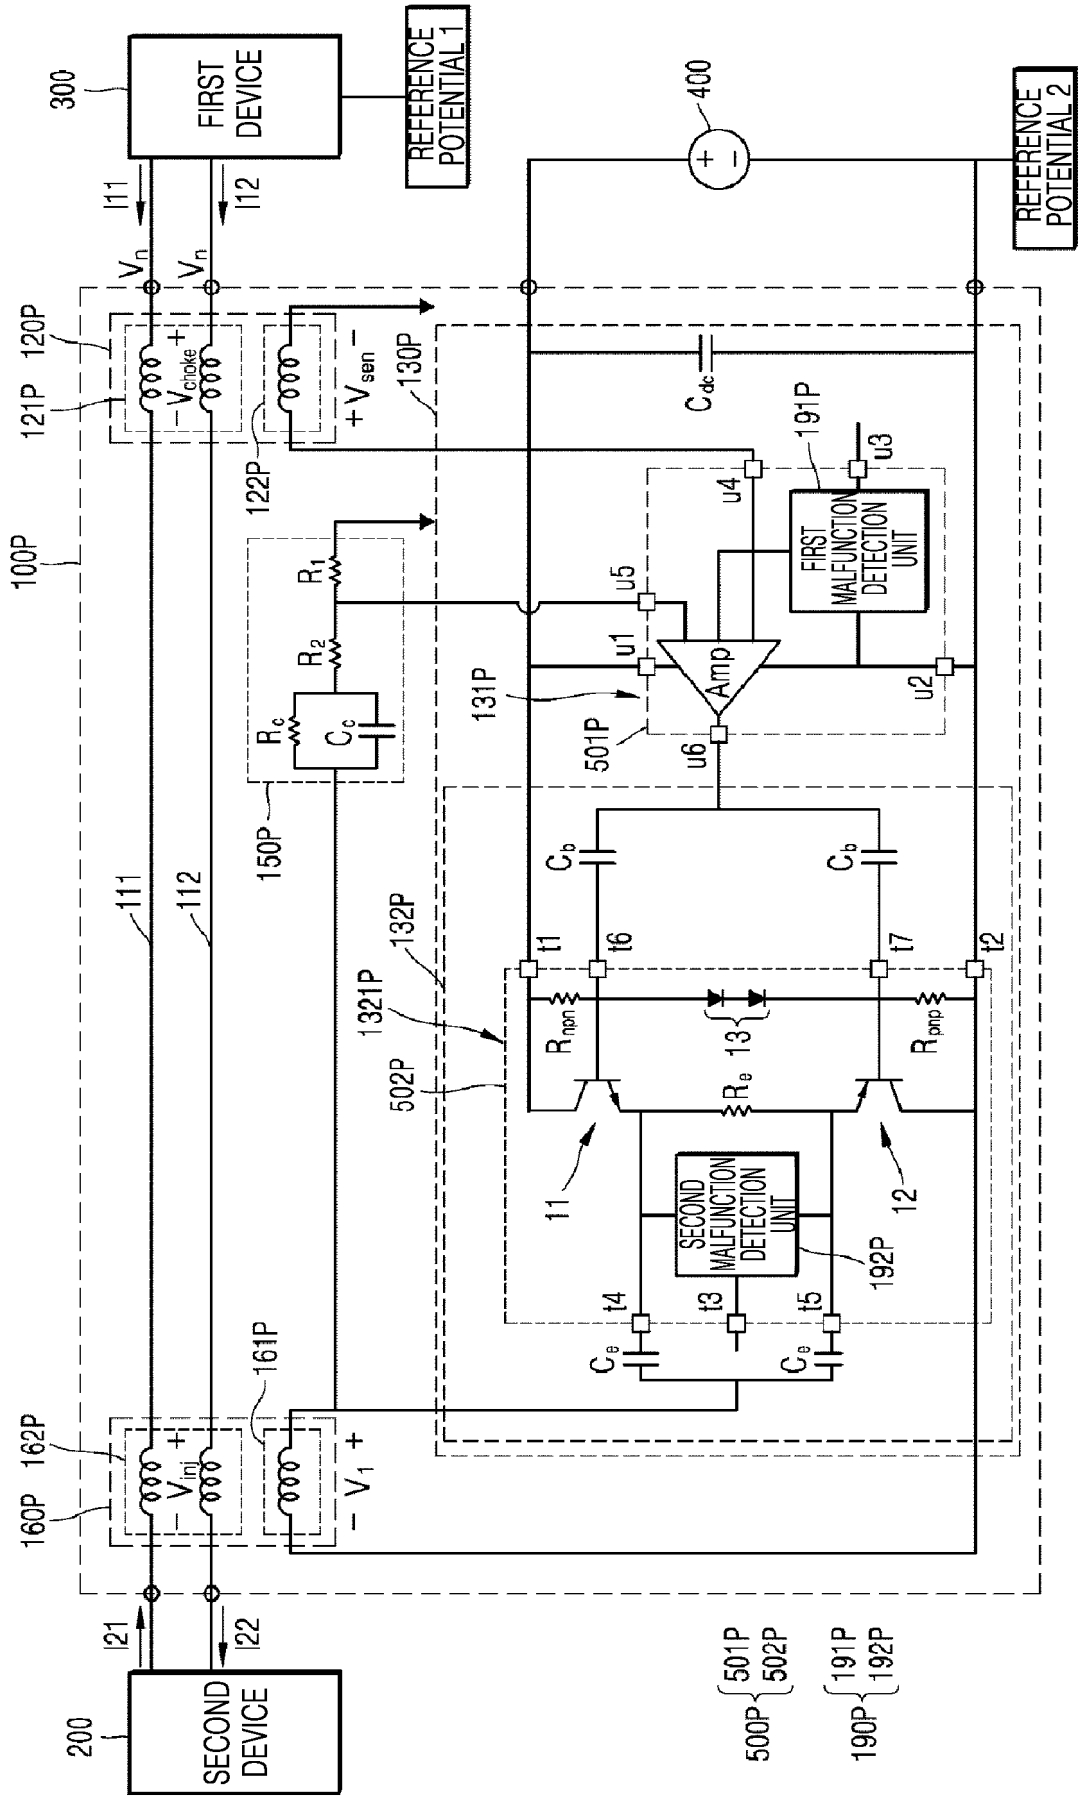 100P
160P
162P
161P
111
112
150P
121P
120P
122P
130P
200
SECOND
DEVICE
I21
I22
− Vinj +
− V1 +
Rc
Cc
R2
R1
− Vchoke +
+ Vsen −
Vn
Vn
I11
I12
300
FIRST
DEVICE
REFERENCE
POTENTIAL 1
502P
1321P
132P
501P
131P
u1
u5
u4
u6
u2
u3
Amp
FIRST
MALFUNCTION
DETECTION
UNIT
191P
Cdc
400
+
−
REFERENCE
POTENTIAL 2
Ce
Ce
t4
t3
t5
SECOND
MALFUNCTION
DETECTION
UNIT
192P
11
12
Re
Rnpn
13
Rpnp
t1
t6
t7
t2
Cb
Cb
500P
501P
502P
190P
191P
192P